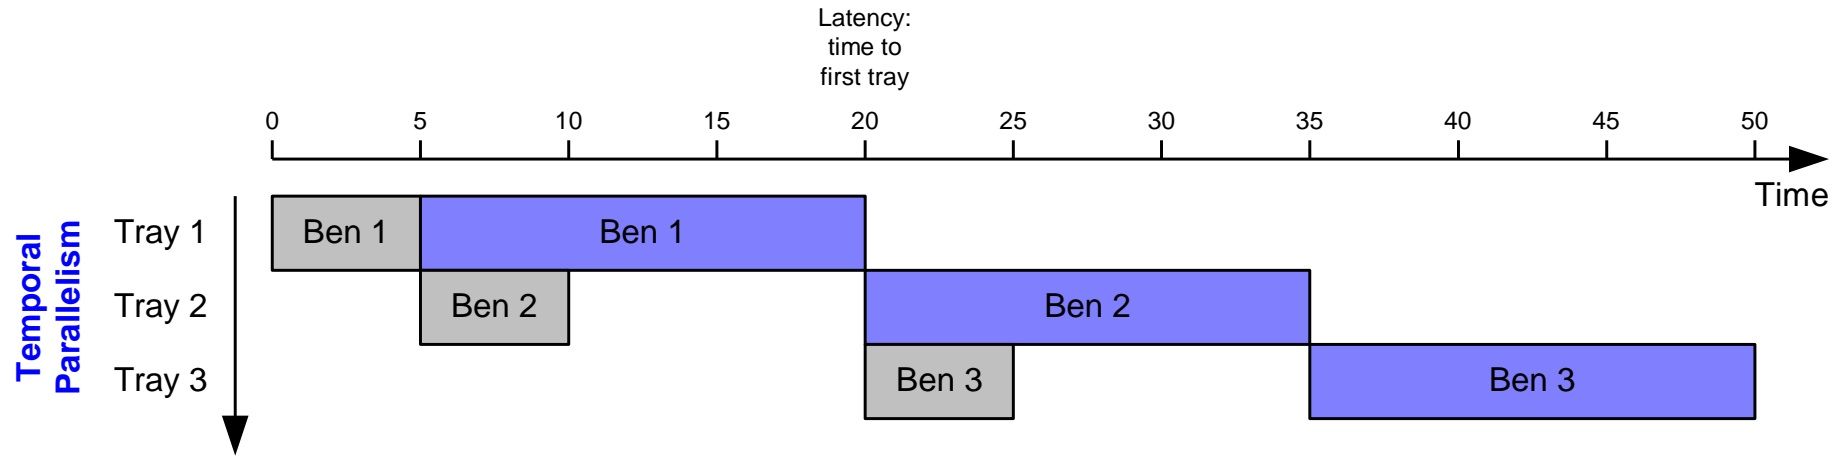 Latency:
time to
first tray
0 5 10 15 20 25 30 35 40 45 50
Time
Temporal
Parallelism
Tray 1 Ben 1 Ben 1
Tray 2 Ben 2 Ben 2
Tray 3 Ben 3 Ben 3